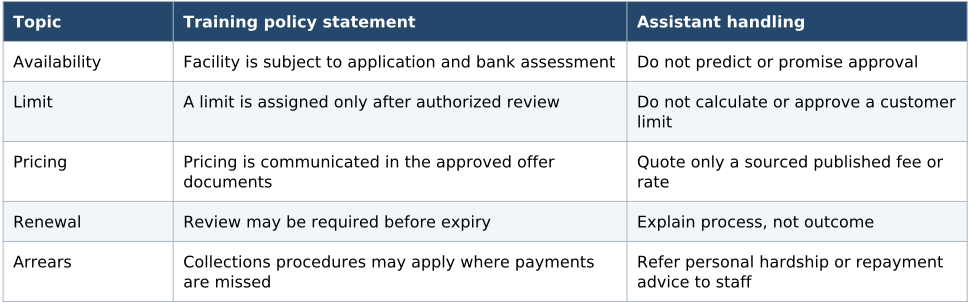 Topic Training policy statement Assistant handling
Availability Facility is subject to application and bank assessment Do not predict or promise approval
Limit A limit is assigned only after authorized review Do not calculate or approve a customer
limit
Pricing Pricing is communicated in the approved offer Quote only a sourced published fee or
documents rate
Renewal Review may be required before expiry Explain process, not outcome
Arrears Collections procedures may apply where payments Refer personal hardship or repayment
are missed advice to staff